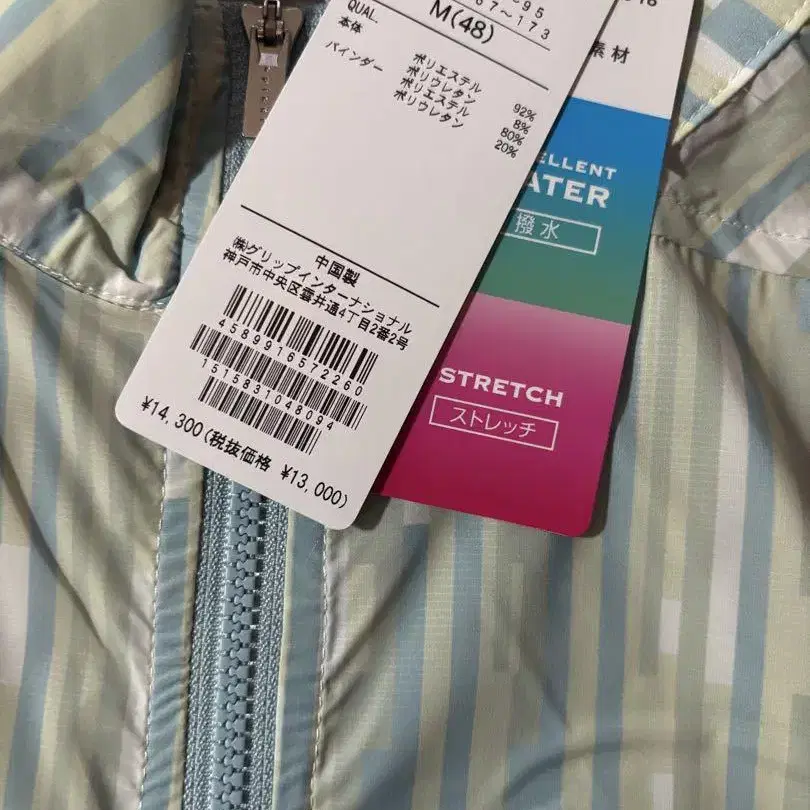 M(48)
QUAL.
本体
ポリエステル 92%
ポリウレタン 8%
バインダー
ポリエステル 80%
ポリウレタン 20%
中国製
㈱グリップインターナショナル
神戸市中央区雲井通4丁目2番2号
4589916572260
1515831048094
¥14,300(税抜価格 ¥13,000)
素材
撥水
STRETCH
ストレッチ